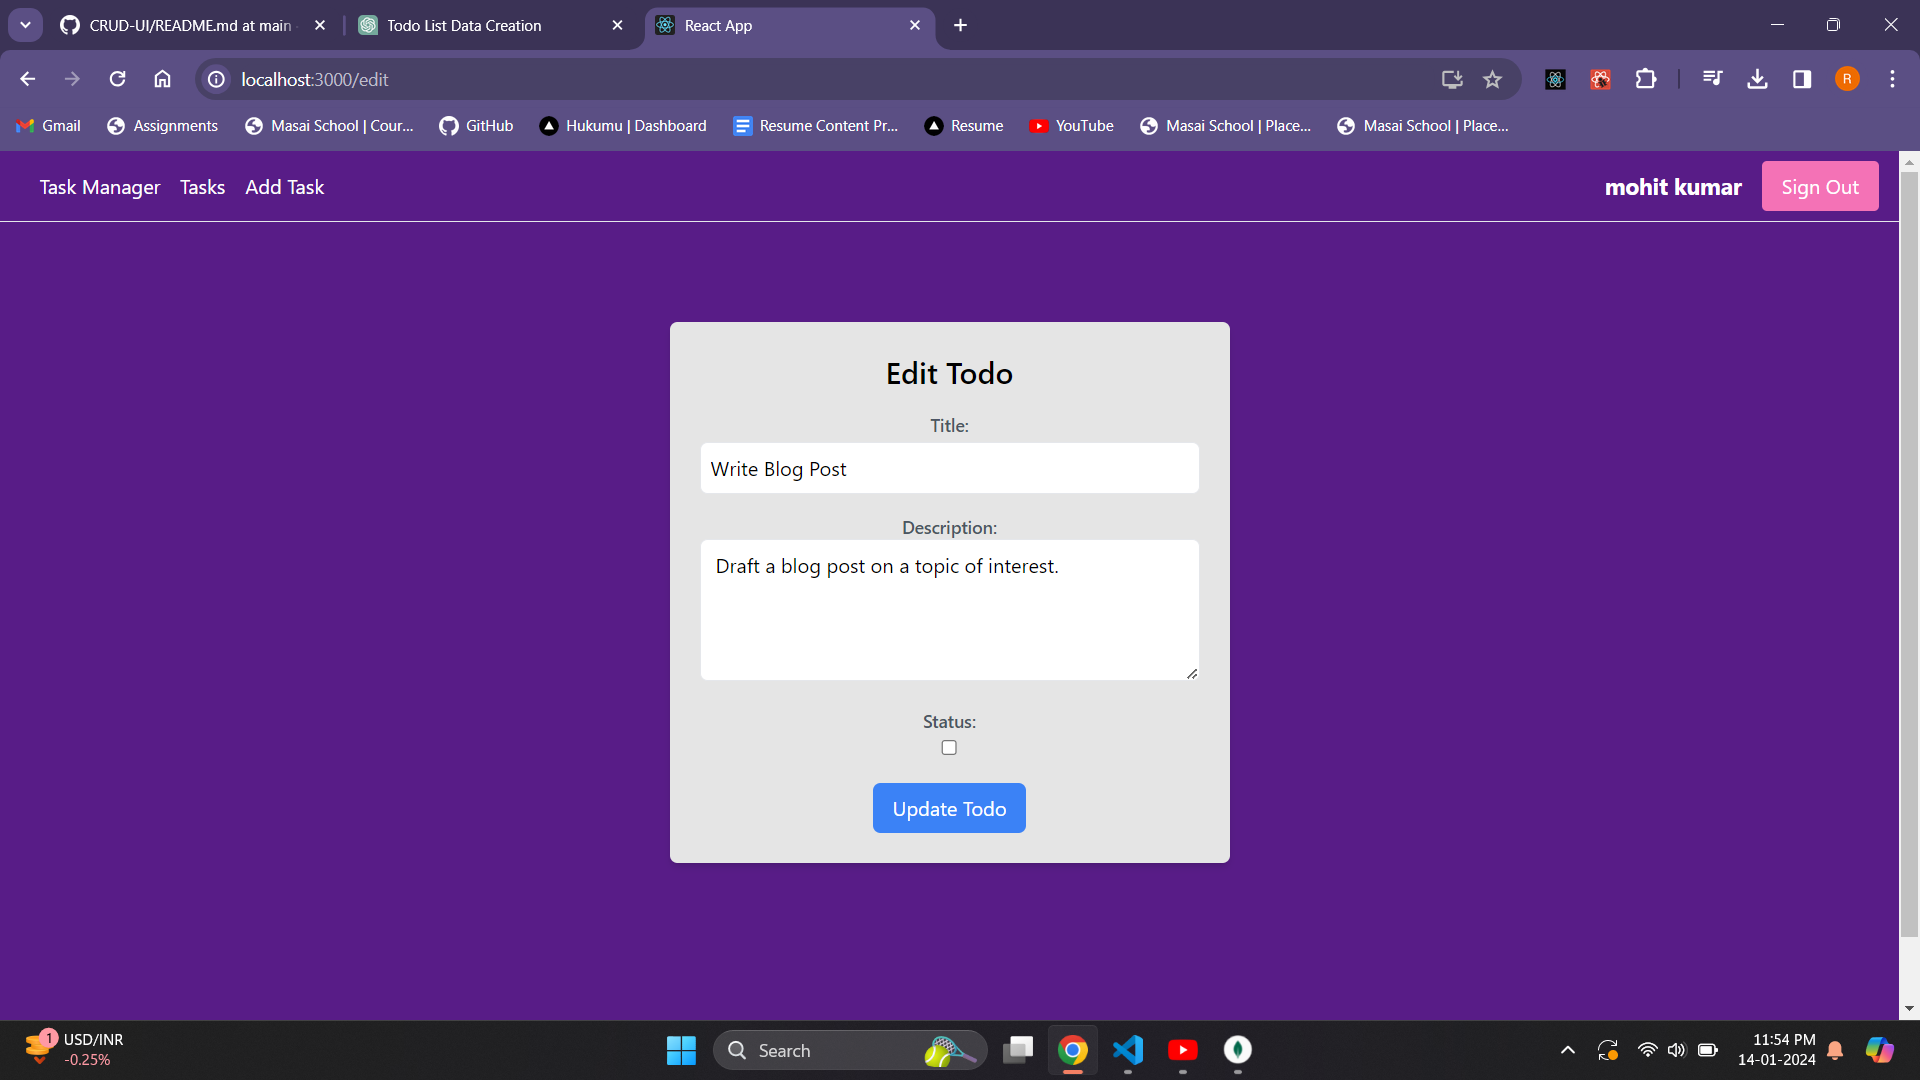 CRUD-UI/README.md at main
Todo List Data Creation
React App
localhost:3000/edit
R
Gmail
Assignments
Masai School | Cour...
GitHub
Hukumu | Dashboard
Resume Content Pr...
Resume
YouTube
Masai School | Place...
Masai School | Place...
Task Manager
Tasks
Add Task
mohit kumar
Sign Out
Edit Todo
Title:
Write Blog Post
Description:
Draft a blog post on a topic of interest.
Status:
Update Todo
1
USD/INR
-0.25%
Search
11:54 PM
14-01-2024